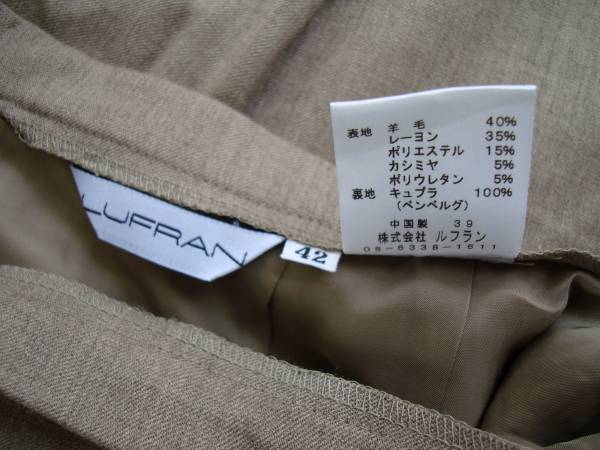 LUFRAN
42
表地 羊毛 40%
レーヨン 35%
ポリエステル 15%
カシミヤ 5%
ポリウレタン 5%
裏地 キュプラ 100%
(ベンベルグ)
中国製 39
株式会社 ルフラン
06-6338-1511